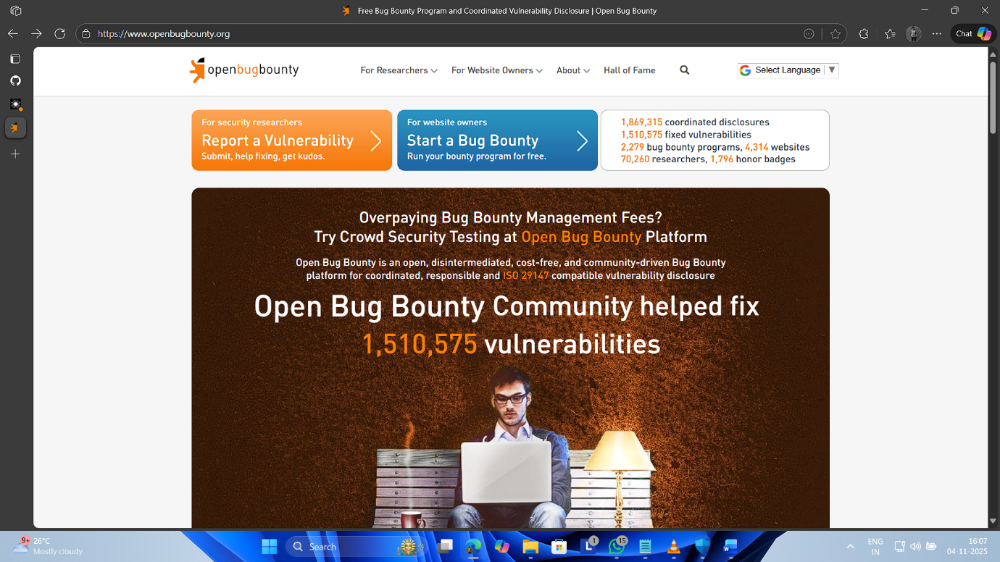 Free Bug Bounty Program and Coordinated Vulnerability Disclosure | Open Bug Bounty
https://www.openbugbounty.org
Chat
openbugbounty
For Researchers
For Website Owners
About
Hall of Fame
Select Language
For security researchers
Report a Vulnerability
Submit, help fixing, get kudos.
For website owners
Start a Bug Bounty
Run your bounty program for free.
1,869,315 coordinated disclosures
1,510,575 fixed vulnerabilities
2,279 bug bounty programs, 4,314 websites
70,260 researchers, 1,796 honor badges
Overpaying Bug Bounty Management Fees?
Try Crowd Security Testing at Open Bug Bounty Platform
Open Bug Bounty is an open, disintermediated, cost-free, and community-driven Bug Bounty
platform for coordinated, responsible and ISO 29147 compatible vulnerability disclosure
Open Bug Bounty Community helped fix
1,510,575 vulnerabilities
9+
26°C
Mostly cloudy
Search
L
1
15
W
ENG
IN
16:07
04-11-2025